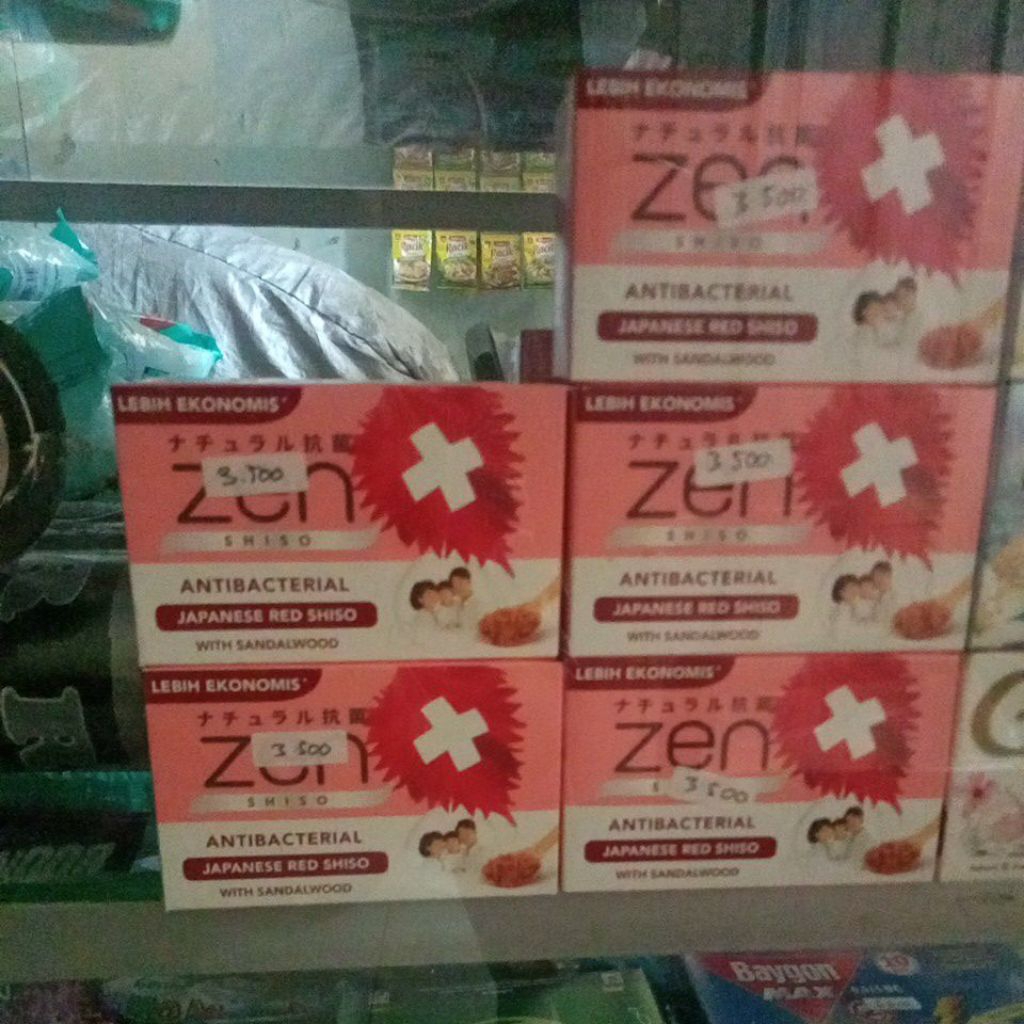 LEBIH EKONOMIS
ナチュラル抗菌
zen
3.500
SHISO
ANTIBACTERIAL
JAPANESE RED SHISO
WITH SANDALWOOD
LEBIH EKONOMIS*
ナチュラル抗菌
zen
3.500
SHISO
ANTIBACTERIAL
JAPANESE RED SHISO
WITH SANDALWOOD
LEBIH EKONOMIS*
ナチュラル抗菌
zen
3.500
SHISO
ANTIBACTERIAL
JAPANESE RED SHISO
WITH SANDALWOOD
LEBIH EKONOMIS*
ナチュラル抗菌
zen
3.500
SHISO
ANTIBACTERIAL
JAPANESE RED SHISO
WITH SANDALWOOD
LEBIH EKONOMIS*
ナチュラル抗菌
zen
3.500
ANTIBACTERIAL
JAPANESE RED SHISO
WITH SANDALWOOD
Racik
Racik
Racik
Racik
Baygon
MAX